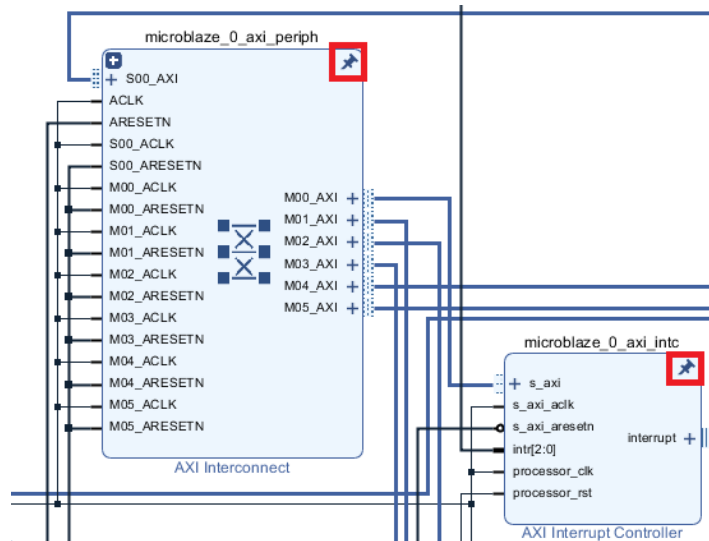 microblaze_0_axi_periph
S00_AXI
ACLK
ARESETN
S00_ACLK
S00_ARESETN
M00_ACLK
M00_ARESETN
M01_ACLK
M01_ARESETN
M02_ACLK
M02_ARESETN
M03_ACLK
M03_ARESETN
M04_ACLK
M04_ARESETN
M05_ACLK
M05_ARESETN
M00_AXI
M01_AXI
M02_AXI
M03_AXI
M04_AXI
M05_AXI
AXI Interconnect
microblaze_0_axi_intc
s_axi
s_axi_aclk
s_axi_aresetn
intr[2:0]
processor_clk
processor_rst
interrupt
AXI Interrupt Controller